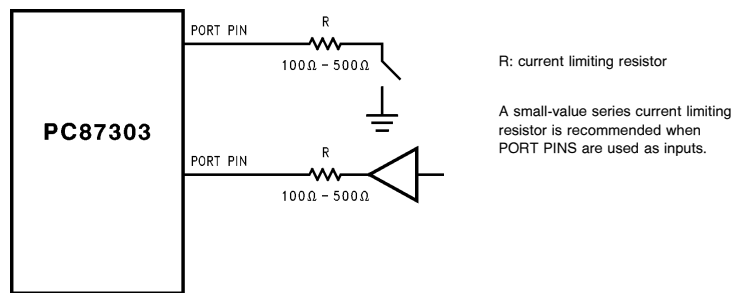 PORT PIN
R
100Ω – 500Ω
R: current limiting resistor
A small-value series current limiting
resistor is recommended when
PORT PINS are used as inputs.
PC87303
PORT PIN
R
100Ω – 500Ω